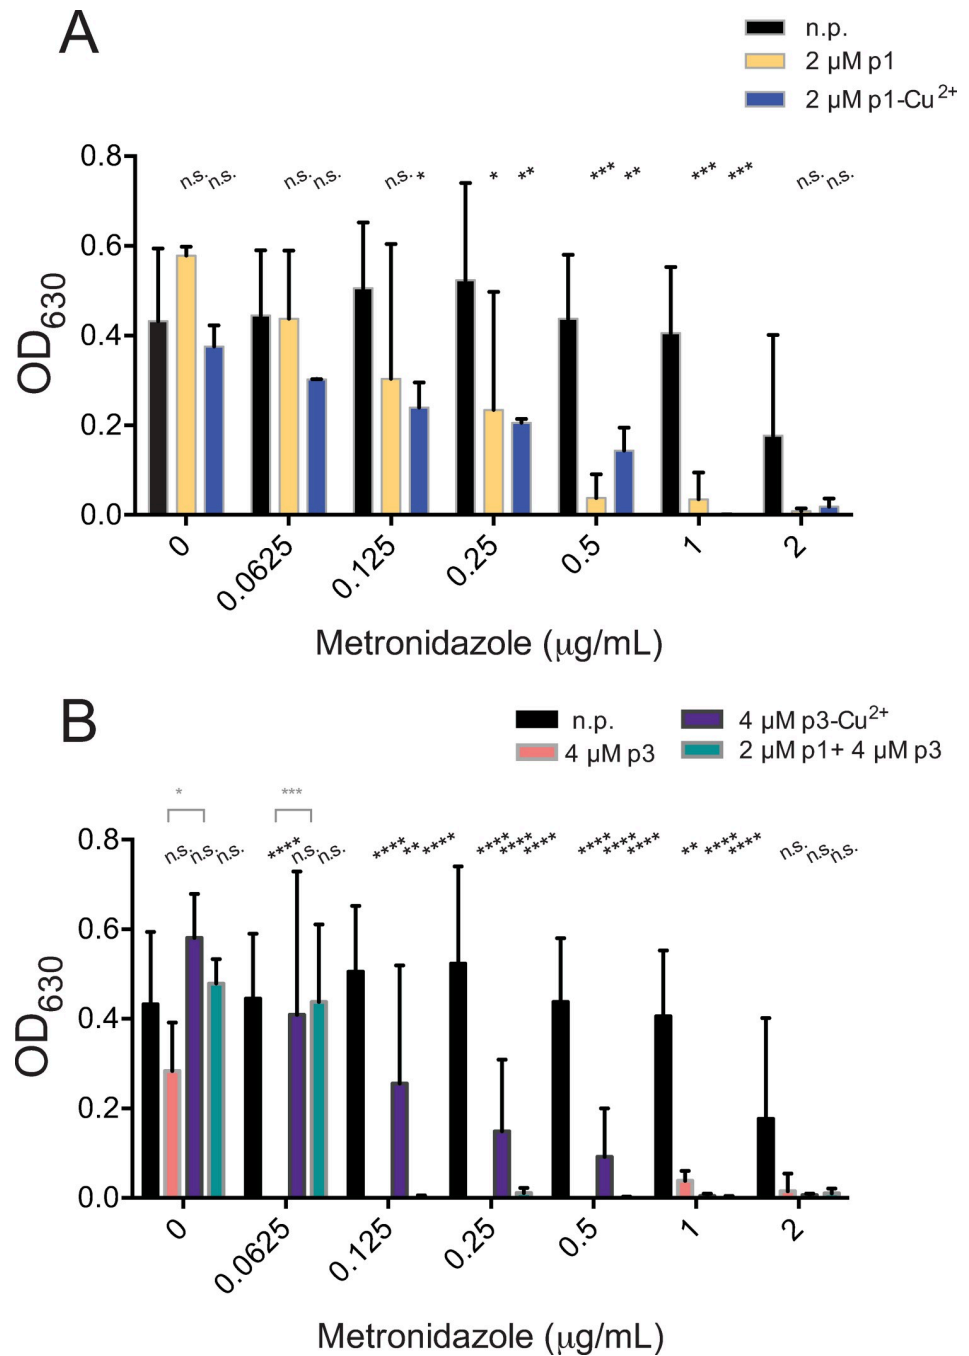 A
n.p.
2 µM p1
2 µM p1-Cu2+
0.8
n.s. n.s. n.s. n.s. n.s. * * ** *** ** *** *** n.s. n.s.
0.6
0.4
0.2
0.0
OD630
0 0.0625 0.125 0.25 0.5 1 2
Metronidazole (µg/mL)
B
n.p. 4 µM p3-Cu2+
4 µM p3 2 µM p1+ 4 µM p3
* ***
0.8
n.s. n.s. n.s. **** n.s. n.s. **** ** **** **** **** **** **** **** **** ** **** **** n.s. n.s. n.s.
0.6
0.4
0.2
0.0
OD630
0 0.0625 0.125 0.25 0.5 1 2
Metronidazole (µg/mL)